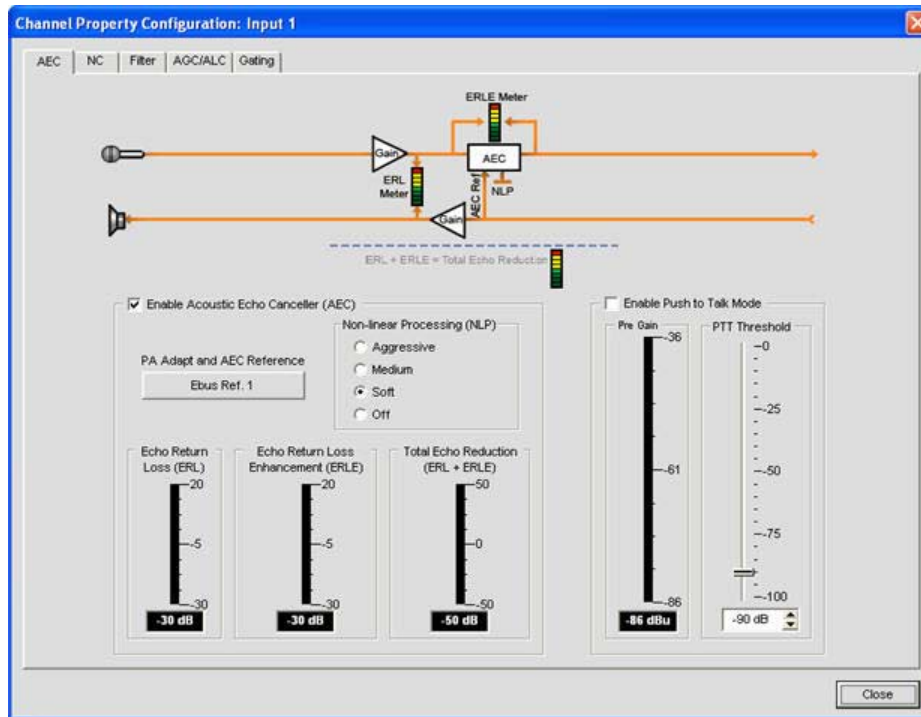 Channel Property Configuration: Input 1
AEC
NC
Filter
AGC/ALC
Gating
ERLE Meter
Gain
AEC
ERL
Meter
AEC Ref
NLP
Gain
ERL + ERLE = Total Echo Reduction
Enable Acoustic Echo Canceller (AEC)
PA Adapt and AEC Reference
Ebus Ref. 1
Non-linear Processing (NLP)
Aggressive
Medium
Soft
Off
Echo Return
Loss (ERL)
20
-5
-30
-30 dB
Echo Return Loss
Enhancement (ERLE)
20
-5
-30
-30 dB
Total Echo Reduction
(ERL + ERLE)
50
0
-50
-50 dB
Enable Push to Talk Mode
Pre Gain
-36
-61
-86
-86 dBu
PTT Threshold
-0
-25
-50
-75
-100
-90 dB
Close